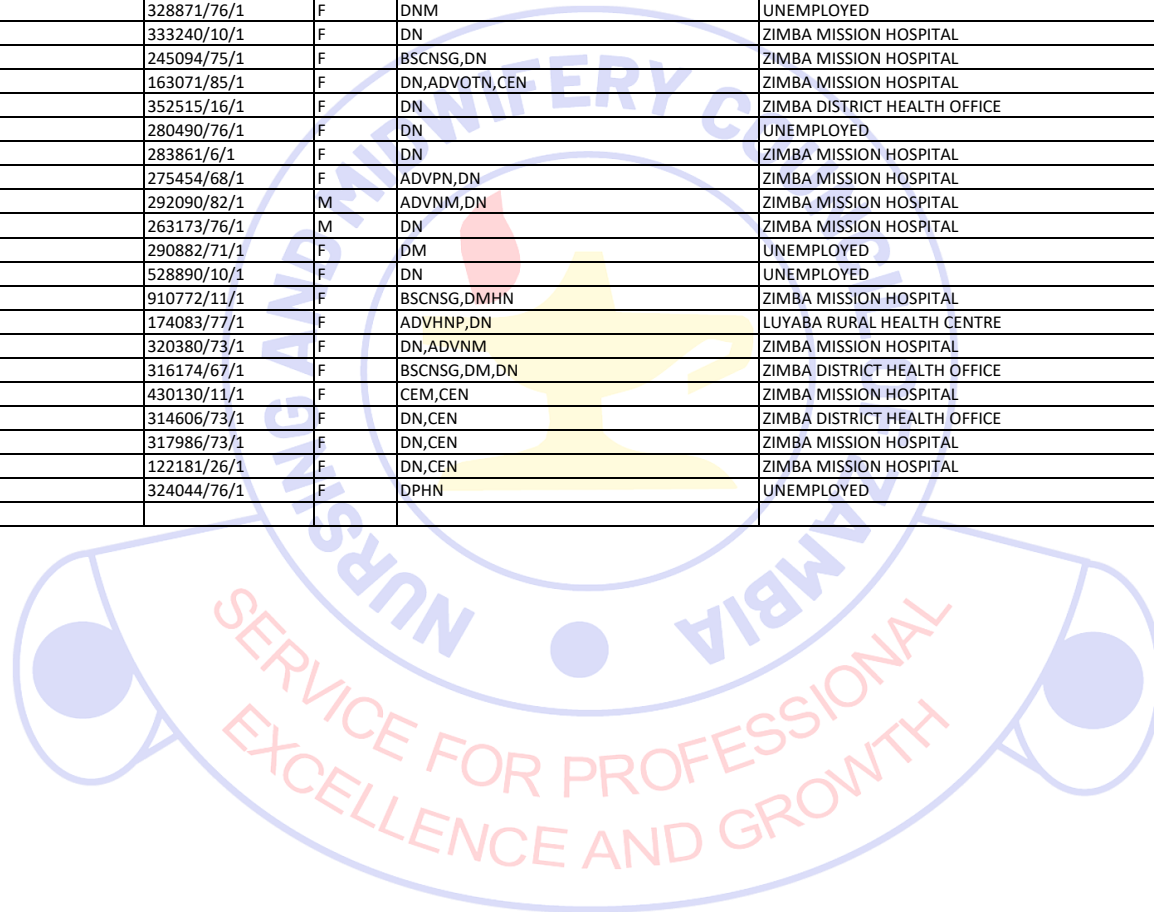 328871/76/1 F DNM UNEMPLOYED
333240/10/1 F DN ZIMBA MISSION HOSPITAL
245094/75/1 F BSCNSG,DN ZIMBA MISSION HOSPITAL
163071/85/1 F DN,ADVOTN,CEN ZIMBA MISSION HOSPITAL
352515/16/1 F DN ZIMBA DISTRICT HEALTH OFFICE
280490/76/1 F DN UNEMPLOYED
283861/6/1 F DN ZIMBA MISSION HOSPITAL
275454/68/1 F ADVPN,DN ZIMBA MISSION HOSPITAL
292090/82/1 M ADVNM,DN ZIMBA MISSION HOSPITAL
263173/76/1 M DN ZIMBA MISSION HOSPITAL
290882/71/1 F DM UNEMPLOYED
528890/10/1 F DN UNEMPLOYED
910772/11/1 F BSCNSG,DMHN ZIMBA MISSION HOSPITAL
174083/77/1 F ADVHNP,DN LUYABA RURAL HEALTH CENTRE
320380/73/1 F DN,ADVNM ZIMBA MISSION HOSPITAL
316174/67/1 F BSCNSG,DM,DN ZIMBA DISTRICT HEALTH OFFICE
430130/11/1 F CEM,CEN ZIMBA MISSION HOSPITAL
314606/73/1 F DN,CEN ZIMBA DISTRICT HEALTH OFFICE
317986/73/1 F DN,CEN ZIMBA MISSION HOSPITAL
122181/26/1 F DN,CEN ZIMBA MISSION HOSPITAL
324044/76/1 F DPHN UNEMPLOYED
NURSING AND MIDWIFERY COUNCIL OF ZAMBIA
SERVICE FOR PROFESSIONAL
EXCELLENCE AND GROWTH